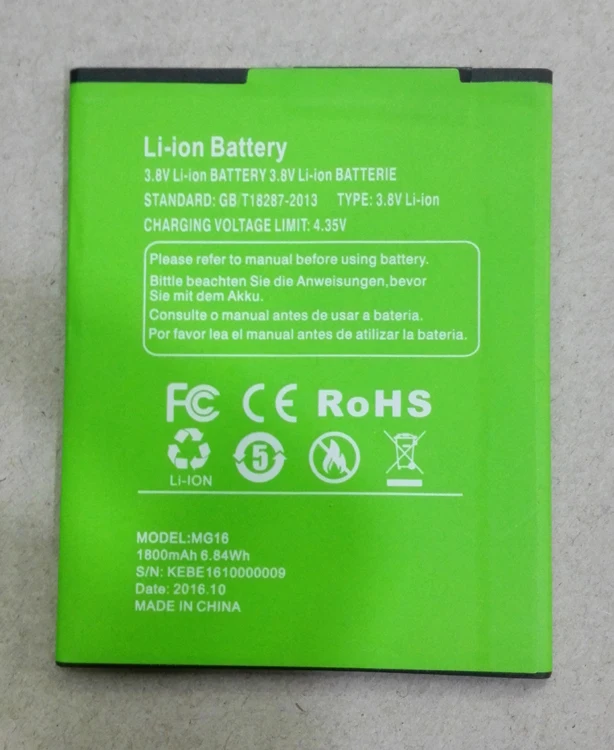 Li-ion Battery
3.8V Li-ion BATTERY 3.8V Li-ion BATTERIE
STANDARD: GB/T18287-2013 TYPE: 3.8V Li-ion
CHARGING VOLTAGE LIMIT: 4.35V
Please refer to manual before using battery.
Bittle beachten Sie die Anweisungen,bevor
Sie mit dem Akku.
Consulte o manual antes de usar a bateria.
Por favor lea el manual antes de utilizar la bateria.
FC CE RoHS
5
LI-ION
MODEL:MG16
1800mAh 6.84Wh
S/N: KEBE1610000009
Date: 2016.10
MADE IN CHINA